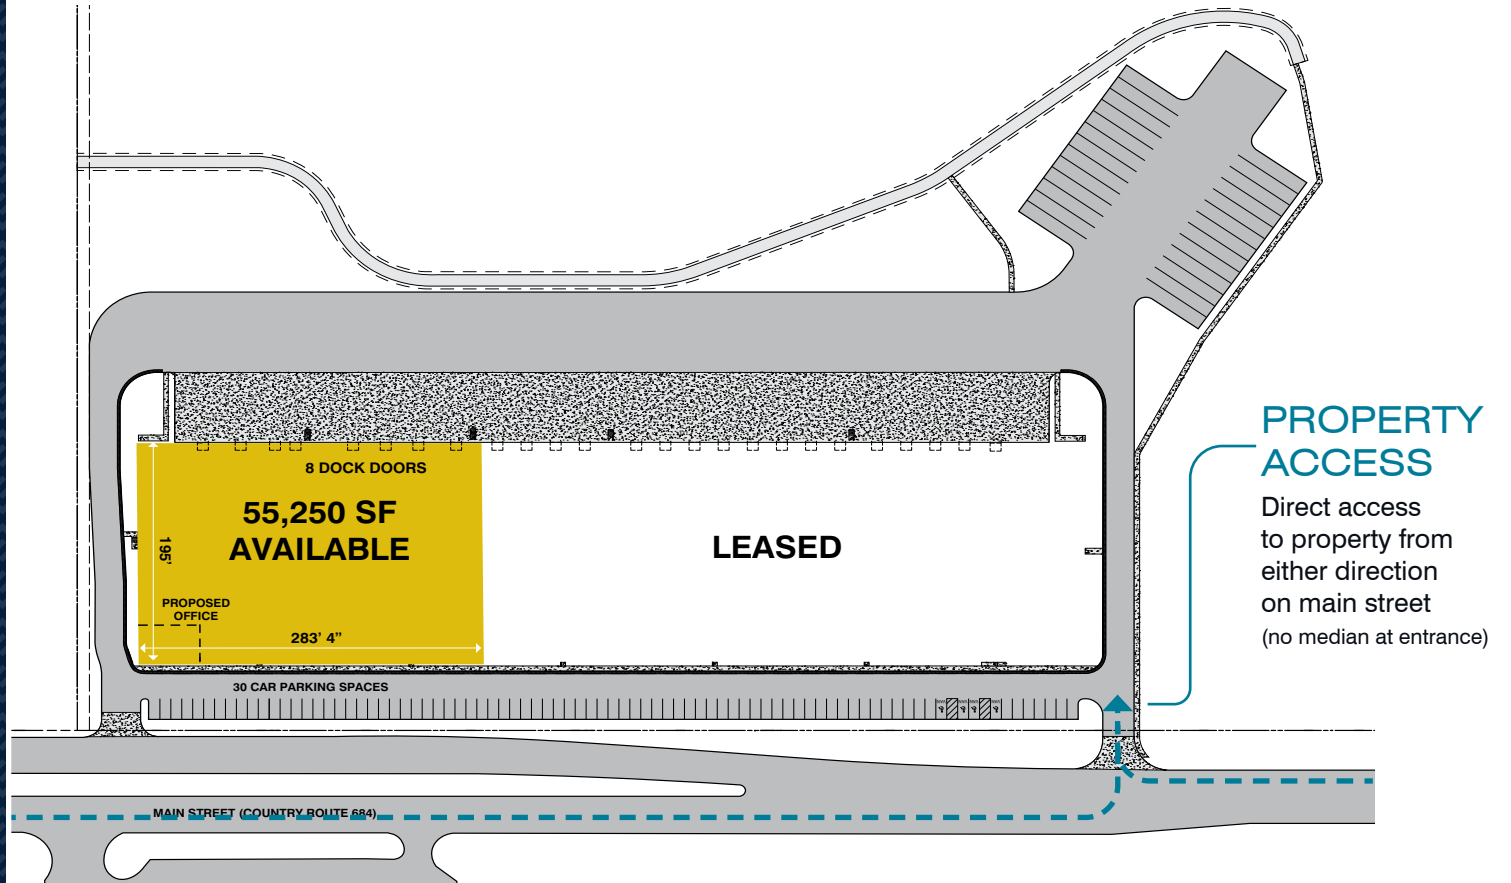 8 DOCK DOORS
55,250 SF
AVAILABLE
195'
PROPOSED
OFFICE
283' 4"
LEASED
30 CAR PARKING SPACES
MAIN STREET (COUNTRY ROUTE 684)
PROPERTY
ACCESS
Direct access
to property from
either direction
on main street
(no median at entrance)